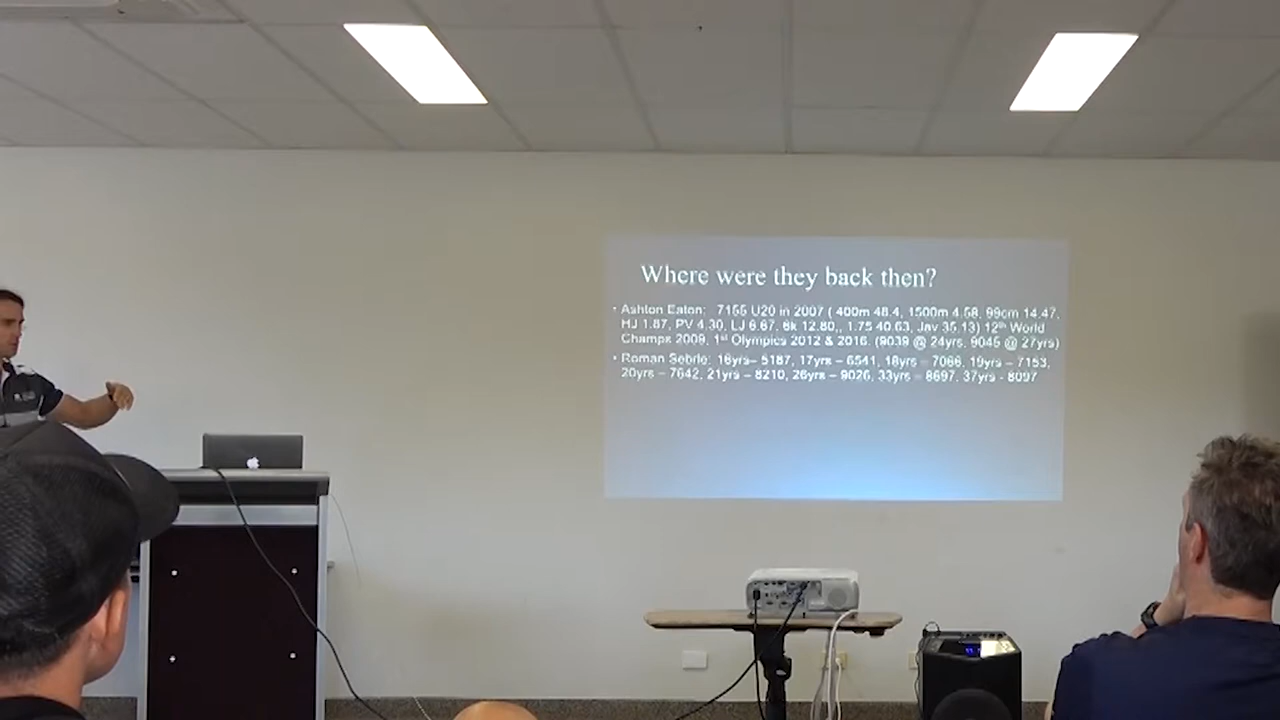 Where were they back then?
• Ashton Eaton: 7155 U20 in 2007 ( 400m 48.4, 1500m 4.58, 99cm 14.47,
HJ 1.87, PV 4.30, LJ 6.67, 6k 12.80,, 1.75 40.63, Jav 35.13) 12th World
Champs 2009, 1st Olympics 2012 & 2016. (9039 @ 24yrs, 9045 @ 27yrs)
• Roman Sebrle: 16yrs– 5187, 17yrs – 6541, 18yrs – 7066, 19yrs – 7153,
20yrs – 7642, 21yrs – 8210, 26yrs – 9026, 33yrs – 8697, 37yrs - 8097